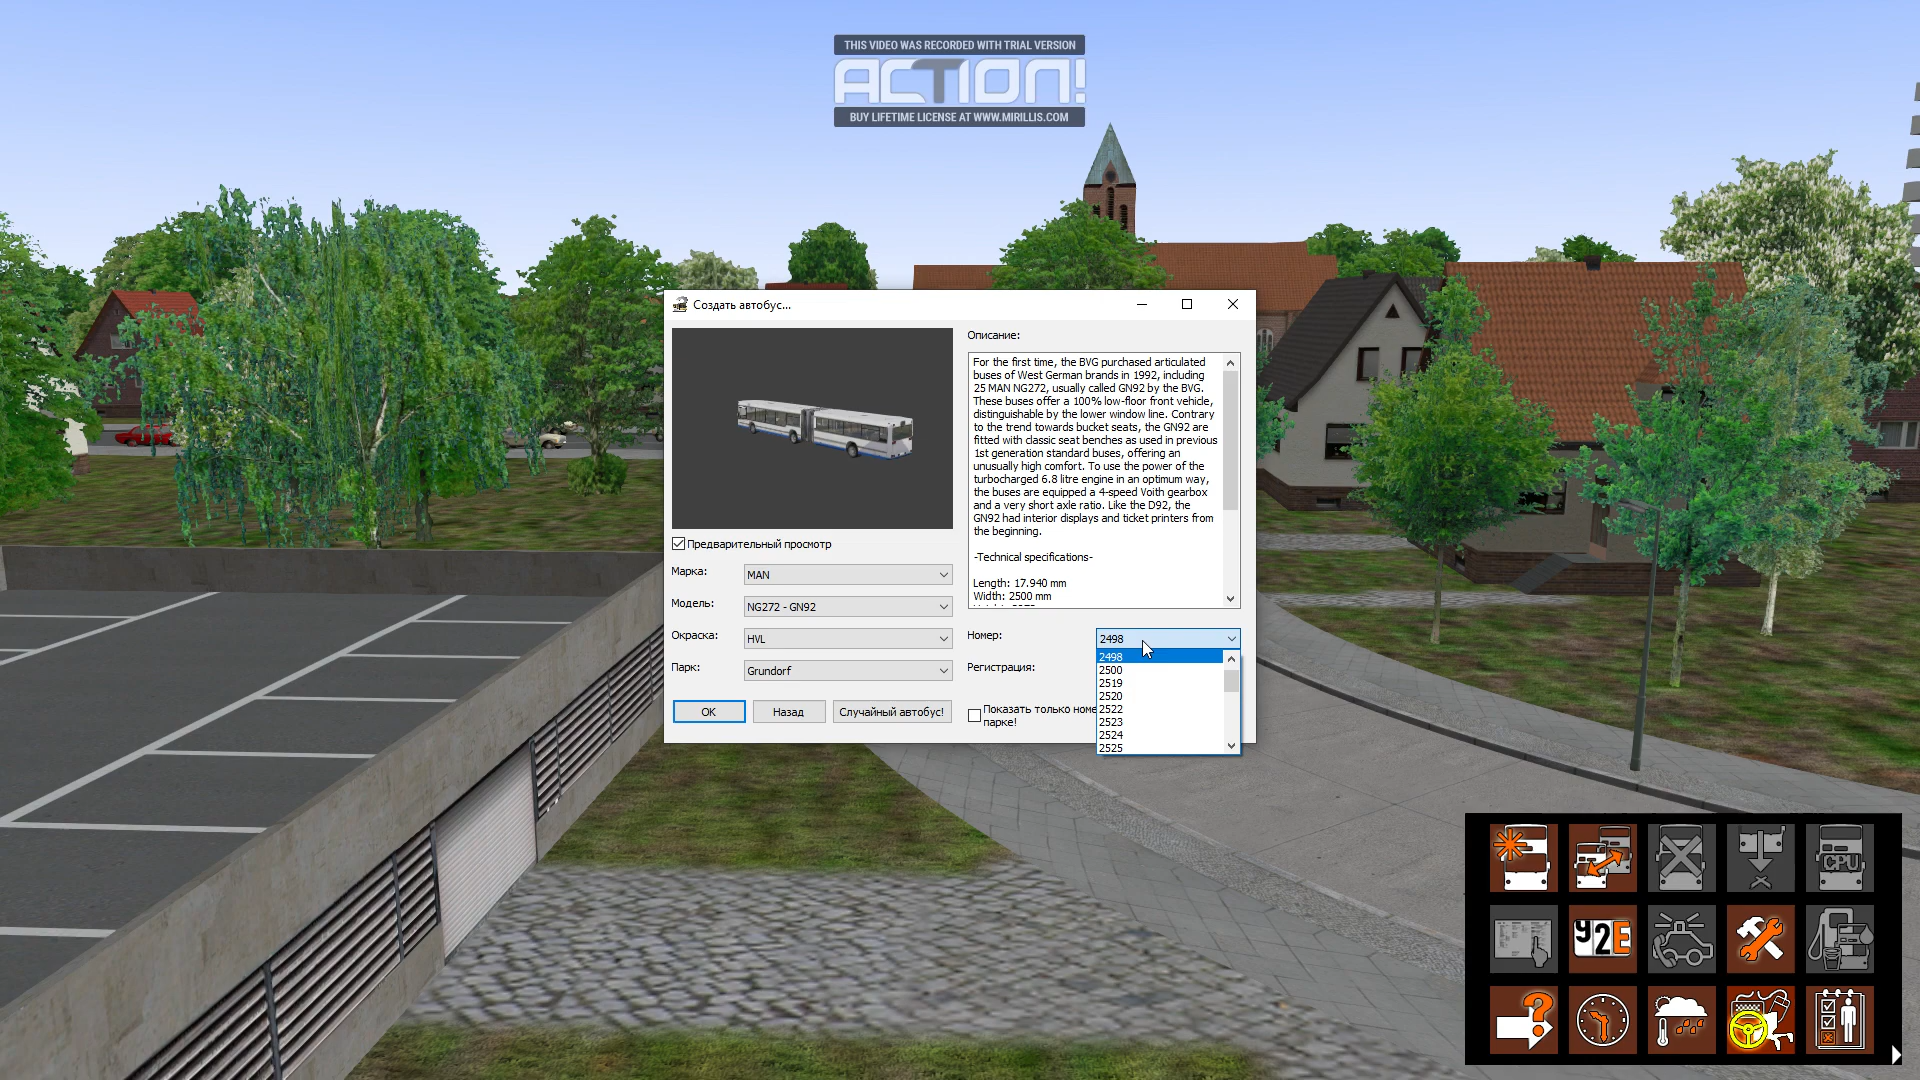 THIS VIDEO WAS RECORDED WITH TRIAL VERSION
ACTION!
BUY LIFETIME LICENSE AT WWW.MIRILLIS.COM
Создать автобус...
Описание:
For the first time, the BVG purchased articulated
buses of West German brands in 1992, including
25 MAN NG272, usually called GN92 by the BVG.
These buses offer a 100% low-floor front vehicle,
distinguishable by the lower window line. Contrary
to the trend towards bucket seats, the GN92 are
fitted with classic seat benches as used in previous
1st generation standard buses, offering an
unusually high comfort. To use the power of the
turbocharged 6.8 litre engine in an optimum way,
the buses are equipped a 4-speed Voith gearbox
and a very short axle ratio. Like the D92, the
GN92 had interior displays and ticket printers from
the beginning.
-Technical specifications-
Length: 17.940 mm
Width: 2500 mm
Предварительный просмотр
Марка:
MAN
Модель:
NG272 - GN92
Окраска:
HVL
Парк:
Grundorf
OK
Назад
Случайный автобус!
Номер:
2498
2498
2500
2519
2520
2522
2523
2524
2525
Регистрация:
Показать только
парке!
CPU
92E
?